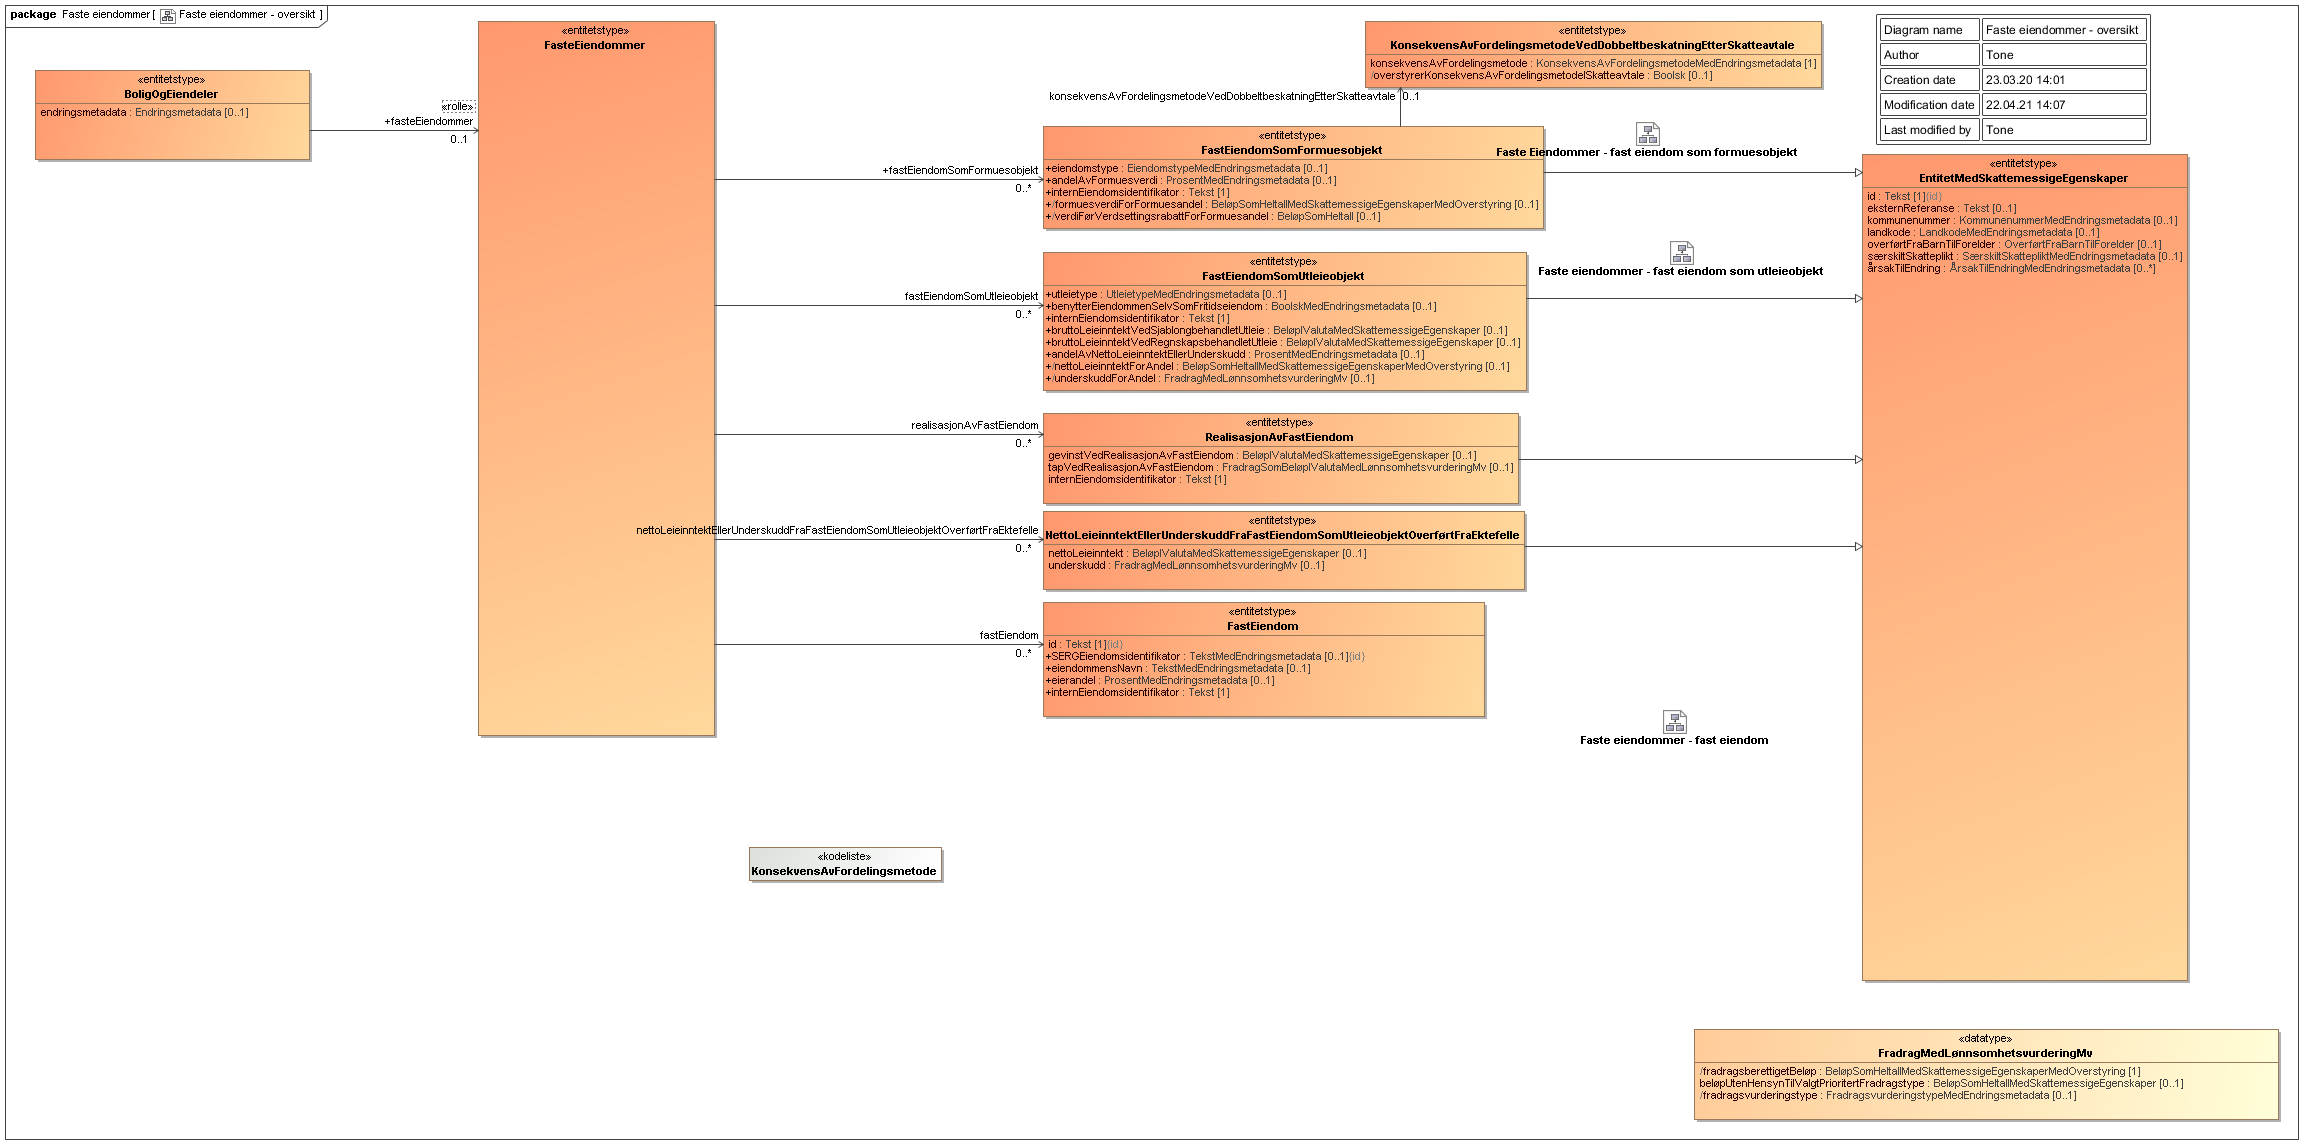 package Faste eiendommer [ Faste eiendommer - oversikt ]
«entitetstype»
BoligOgEiendeler
endringsmetadata : Endringsmetadata [0..1]
«rolle»
+fasteEiendommer
0..1
«entitetstype»
FasteEiendommer
«entitetstype»
KonsekvensAvFordelingsmetodeVedDobbeltbeskatningEtterSkatteavtale
konsekvensAvFordelingsmetode : KonsekvensAvFordelingsmetodeMedEndringsmetadata [1]
/overstyrerKonsekvensAvFordelingsmetodeISkatteavtale : Boolsk [0..1]
konsekvensAvFordelingsmetodeVedDobbeltbeskatningEtterSkatteavtale 0..1
Diagram name Faste eiendommer - oversikt
Author Tone
Creation date 23.03.20 14:01
Modification date 22.04.21 14:07
Last modified by Tone
+fastEiendomSomFormuesobjekt
0..*
«entitetstype»
FastEiendomSomFormuesobjekt
+eiendomstype : EiendomstypeMedEndringsmetadata [0..1]
+andelAvFormuesverdi : ProsentMedEndringsmetadata [0..1]
+internEiendomsidentifikator : Tekst [1]
+/formuesverdiForFormuesandel : BeløpSomHeltallMedSkattemessigeEgenskaperMedOverstyring [0..1]
+/verdiFørVerdsettingsrabattForFormuesandel : BeløpSomHeltall [0..1]
Faste Eiendommer - fast eiendom som formuesobjekt
«entitetstype»
EntitetMedSkattemessigeEgenskaper
id : Tekst [1]{id}
eksternReferanse : Tekst [0..1]
kommunenummer : KommunenummerMedEndringsmetadata [0..1]
landkode : LandkodeMedEndringsmetadata [0..1]
overførtFraBarnTilForelder : OverførtFraBarnTilForelder [0..1]
særskiltSkatteplikt : SærskiltSkattepliktMedEndringsmetadata [0..1]
årsakTilEndring : ÅrsakTilEndringMedEndringsmetadata [0..*]
fastEiendomSomUtleieobjekt
0..*
«entitetstype»
FastEiendomSomUtleieobjekt
+utleietype : UtleietypeMedEndringsmetadata [0..1]
+benytterEiendommenSelvSomFritidseiendom : BoolskMedEndringsmetadata [0..1]
+internEiendomsidentifikator : Tekst [1]
+bruttoLeieinntektVedSjablongbehandletUtleie : BeløpIValutaMedSkattemessigeEgenskaper [0..1]
+bruttoLeieinntektVedRegnskapsbehandletUtleie : BeløpIValutaMedSkattemessigeEgenskaper [0..1]
+andelAvNettoLeieinntektEllerUnderskudd : ProsentMedEndringsmetadata [0..1]
+/nettoLeieinntektForAndel : BeløpSomHeltallMedSkattemessigeEgenskaperMedOverstyring [0..1]
+/underskuddForAndel : FradragMedLønnsomhetsvurderingMv [0..1]
Faste eiendommer - fast eiendom som utleieobjekt
realisasjonAvFastEiendom
0..*
«entitetstype»
RealisasjonAvFastEiendom
gevinstVedRealisasjonAvFastEiendom : BeløpIValutaMedSkattemessigeEgenskaper [0..1]
tapVedRealisasjonAvFastEiendom : FradragSomBeløpIValutaMedLønnsomhetsvurderingMv [0..1]
internEiendomsidentifikator : Tekst [1]
nettoLeieinntektEllerUnderskuddFraFastEiendomSomUtleieobjektOverførtFraEktefelle
0..*
«entitetstype»
NettoLeieinntektEllerUnderskuddFraFastEiendomSomUtleieobjektOverførtFraEktefelle
nettoLeieinntekt : BeløpIValutaMedSkattemessigeEgenskaper [0..1]
underskudd : FradragMedLønnsomhetsvurderingMv [0..1]
fastEiendom
0..*
«entitetstype»
FastEiendom
id : Tekst [1]{id}
+SERGEiendomsidentifikator : TekstMedEndringsmetadata [0..1]{id}
+eiendommensNavn : TekstMedEndringsmetadata [0..1]
+eierandel : ProsentMedEndringsmetadata [0..1]
+internEiendomsidentifikator : Tekst [1]
Faste eiendommer - fast eiendom
«kodeliste»
KonsekvensAvFordelingsmetode
«datatype»
FradragMedLønnsomhetsvurderingMv
/fradragsberettigetBeløp : BeløpSomHeltallMedSkattemessigeEgenskaperMedOverstyring [1]
beløpUtenHensynTilValgtPrioritertFradragstype : BeløpSomHeltallMedSkattemessigeEgenskaper [0..1]
/fradragsvurderingstype : FradragsvurderingstypeMedEndringsmetadata [0..1]